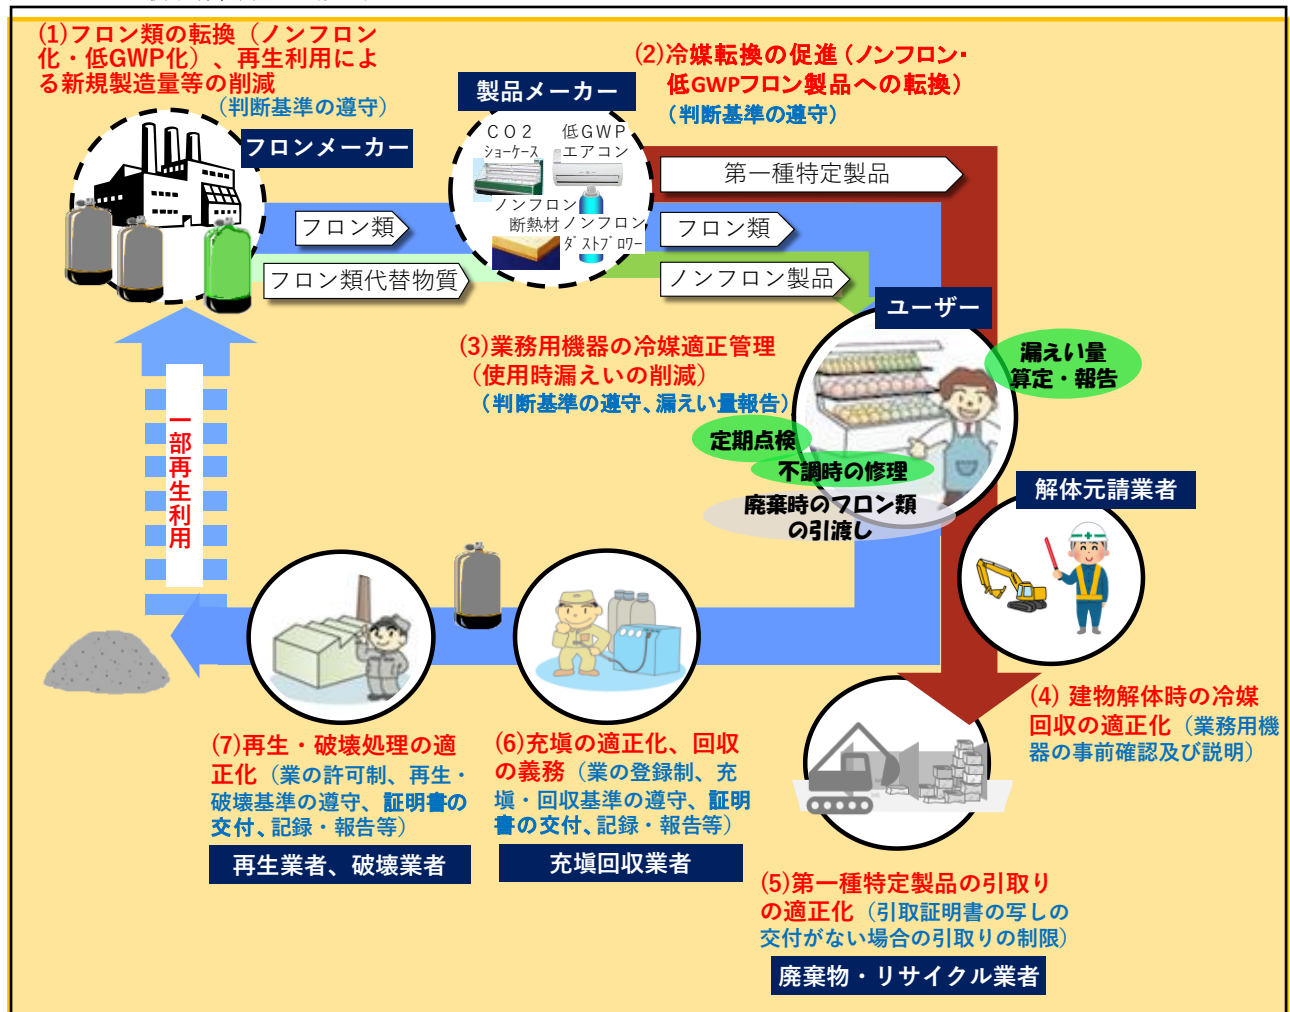 (1)フロン類の転換（ノンフロン
化・低GWP化）、再生利用によ
る新規製造量等の削減
（判断基準の遵守）
フロンメーカー
製品メーカー
(2)冷媒転換の促進（ノンフロン・
低GWPフロン製品への転換）
（判断基準の遵守）
ＣＯ２
ショーケース
低ＧＷＰ
エアコン
ノンフロン
断熱材
ノンフロン
ダストブロワー
第一種特定製品
フロン類
フロン類
フロン類代替物質
ノンフロン製品
ユーザー
(3)業務用機器の冷媒適正管理
（使用時漏えいの削減）
（判断基準の遵守、漏えい量報告）
漏えい量
算定・報告
定期点検
不調時の修理
廃棄時のフロン類
の引渡し
解体元請業者
一部再生利用
(4) 建物解体時の冷媒
回収の適正化（業務用機
器の事前確認及び説明）
(7)再生・破壊処理の適
正化（業の許可制、再生・
破壊基準の遵守、証明書の
交付、記録・報告等）
再生業者、破壊業者
(6)充塡の適正化、回収
の義務（業の登録制、充
塡・回収基準の遵守、証明
書の交付、記録・報告等）
充塡回収業者
(5)第一種特定製品の引取り
の適正化（引取証明書の写しの
交付がない場合の引取りの制限）
廃棄物・リサイクル業者